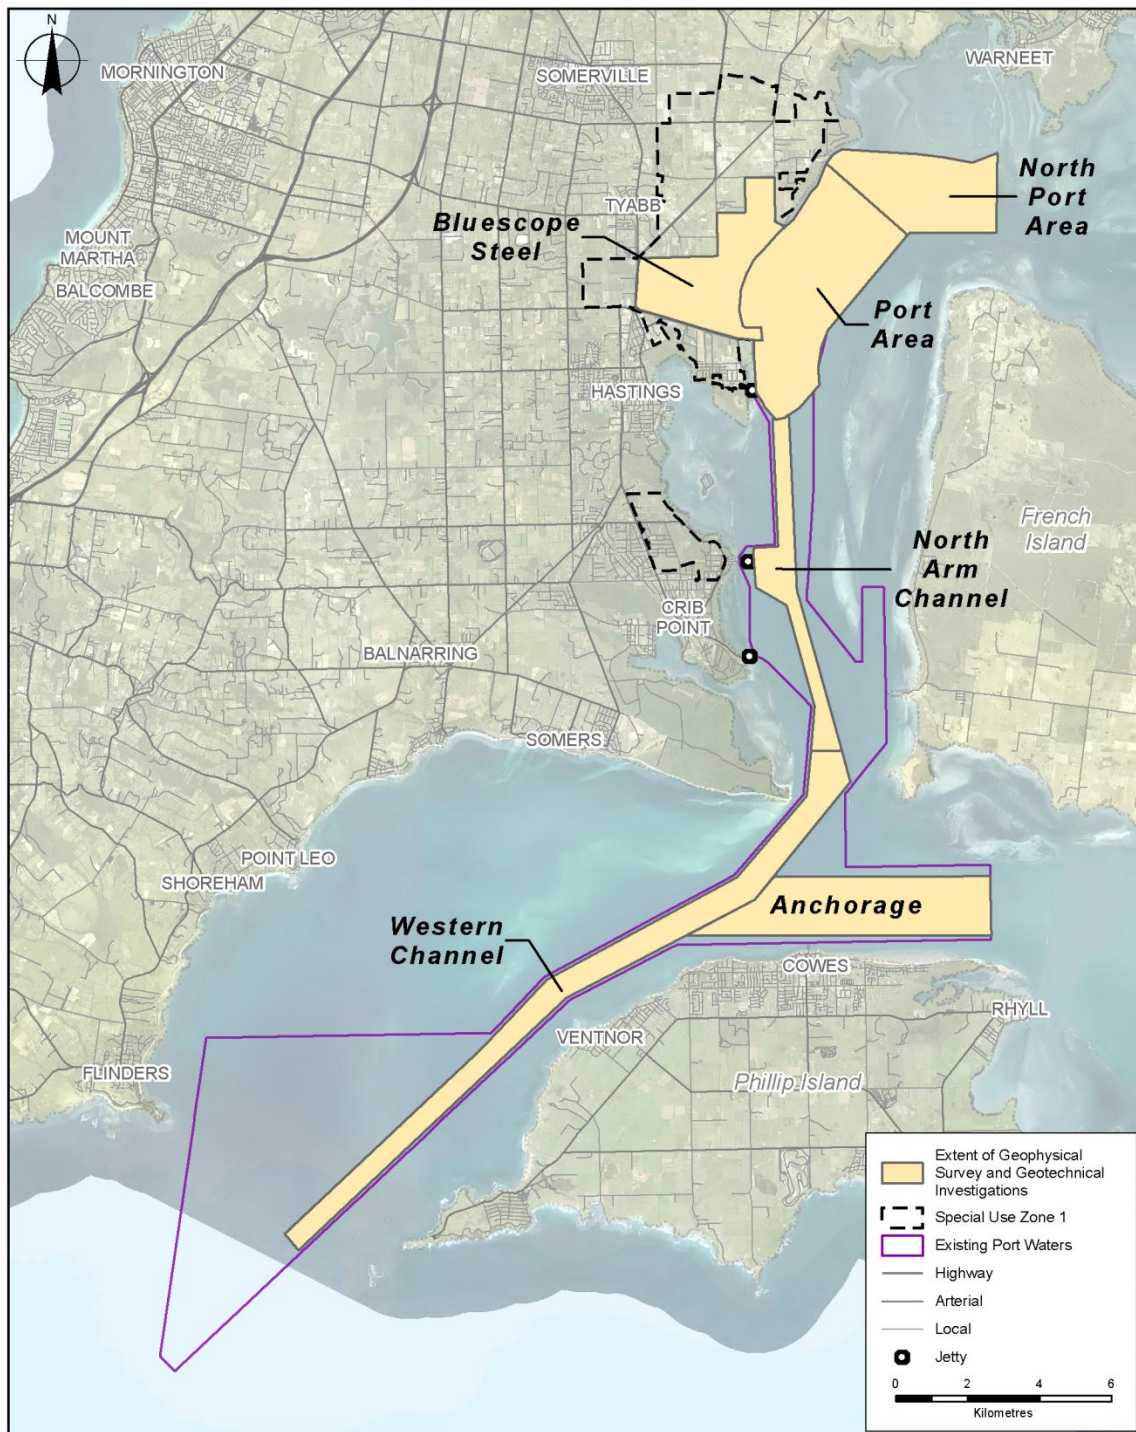 N
MORNINGTON
SOMERVILLE
WARNEET
North
Port
Area
TYABB
Bluescope
Steel
MOUNT
MARTHA
BALCOMBE
Port
Area
HASTINGS
French
Island
North
Arm
Channel
CRIB
POINT
BALNARRING
SOMERS
POINT LEO
SHOREHAM
Anchorage
Western
Channel
COWES
RHYLL
VENTNOR
FLINDERS
Phillip Island
Extent of Geophysical
Survey and Geotechnical
Investigations
Special Use Zone 1
Existing Port Waters
Highway
Arterial
Local
Jetty
0 2 4 6
Kilometres